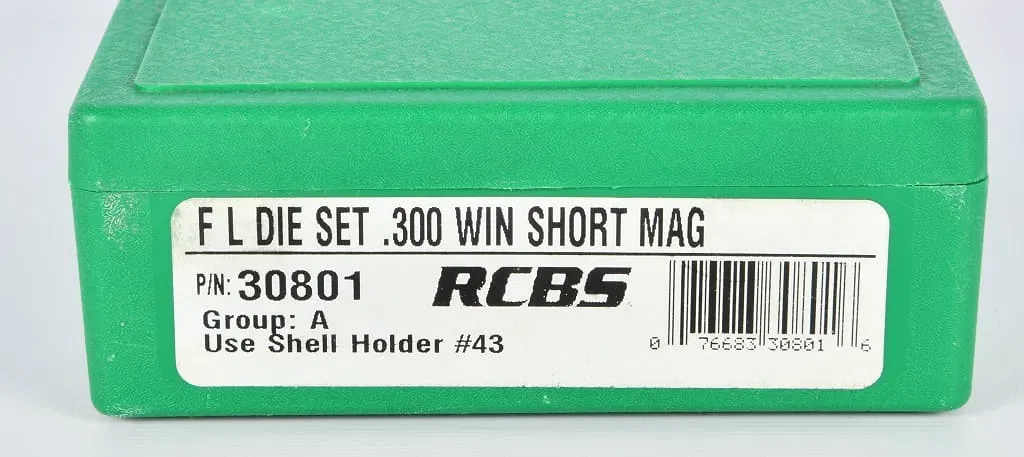 F L DIE SET .300 WIN SHORT MAG
P/N: 30801
RCBS
Group: A
Use Shell Holder #43
0 76683 30801 6